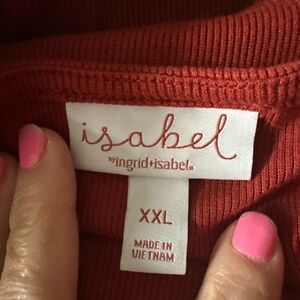 isabel
by ingrid+isabel
XXL
MADE IN
VIETNAM